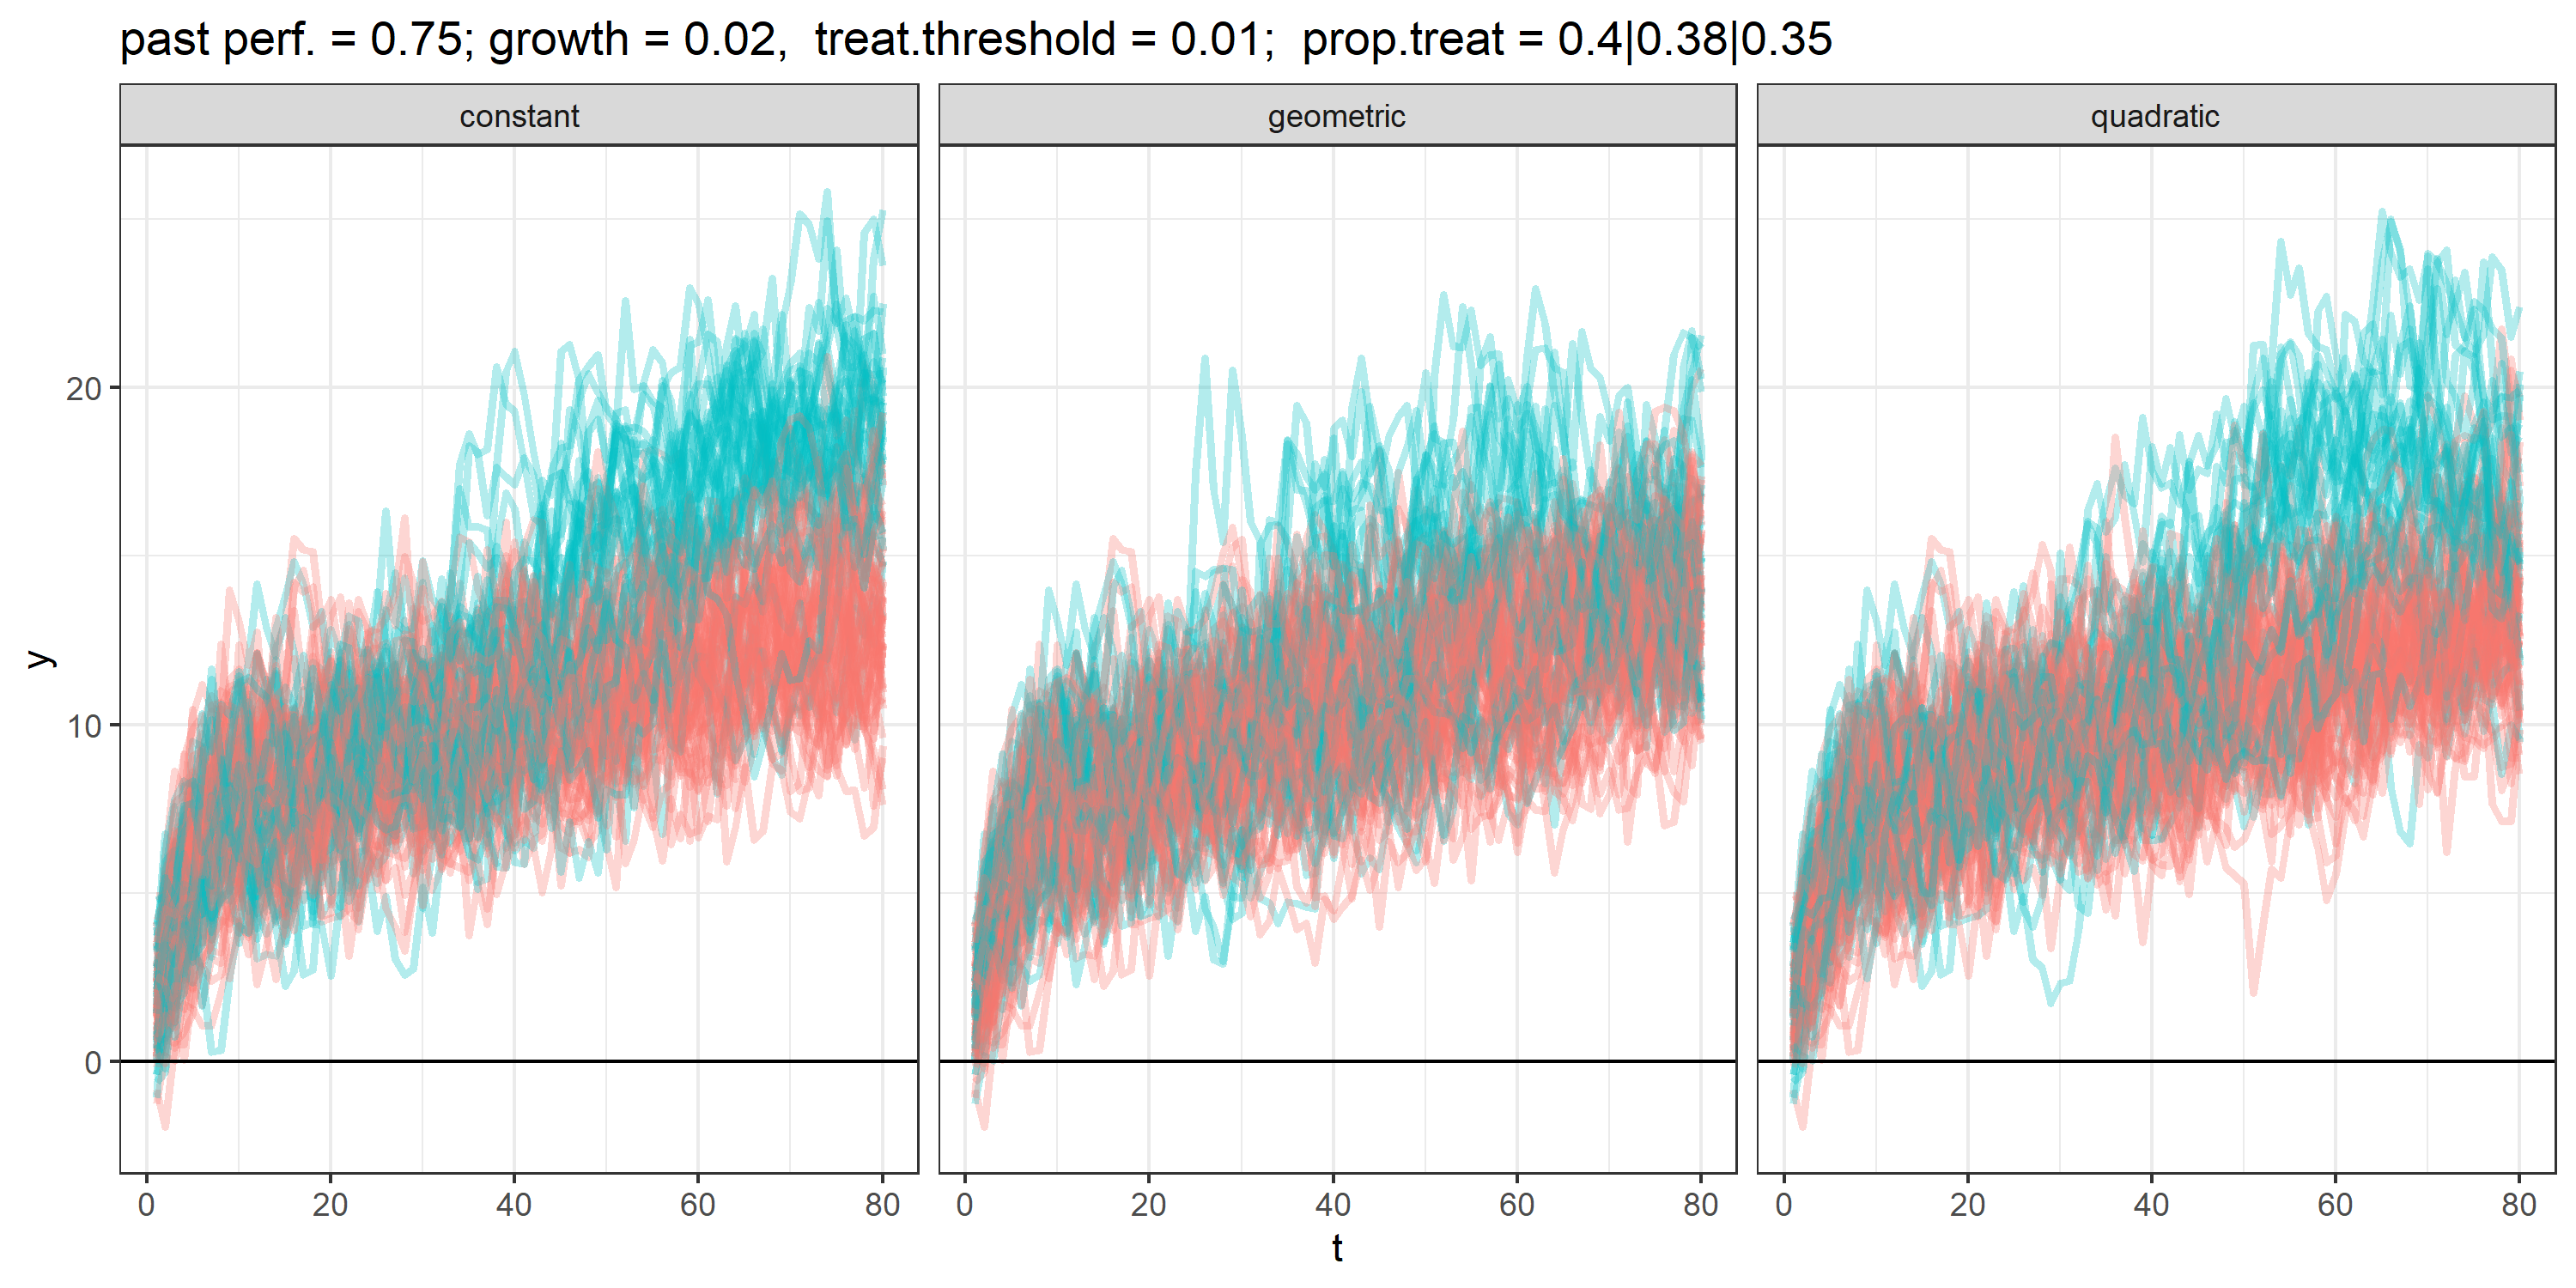 past perf. = 0.75; growth = 0.02,  treat.threshold = 0.01;  prop.treat = 0.4|0.38|0.35
constant geometric quadratic
20
10
0
y
0 20 40 60 80 0 20 40 60 80 0 20 40 60 80
t